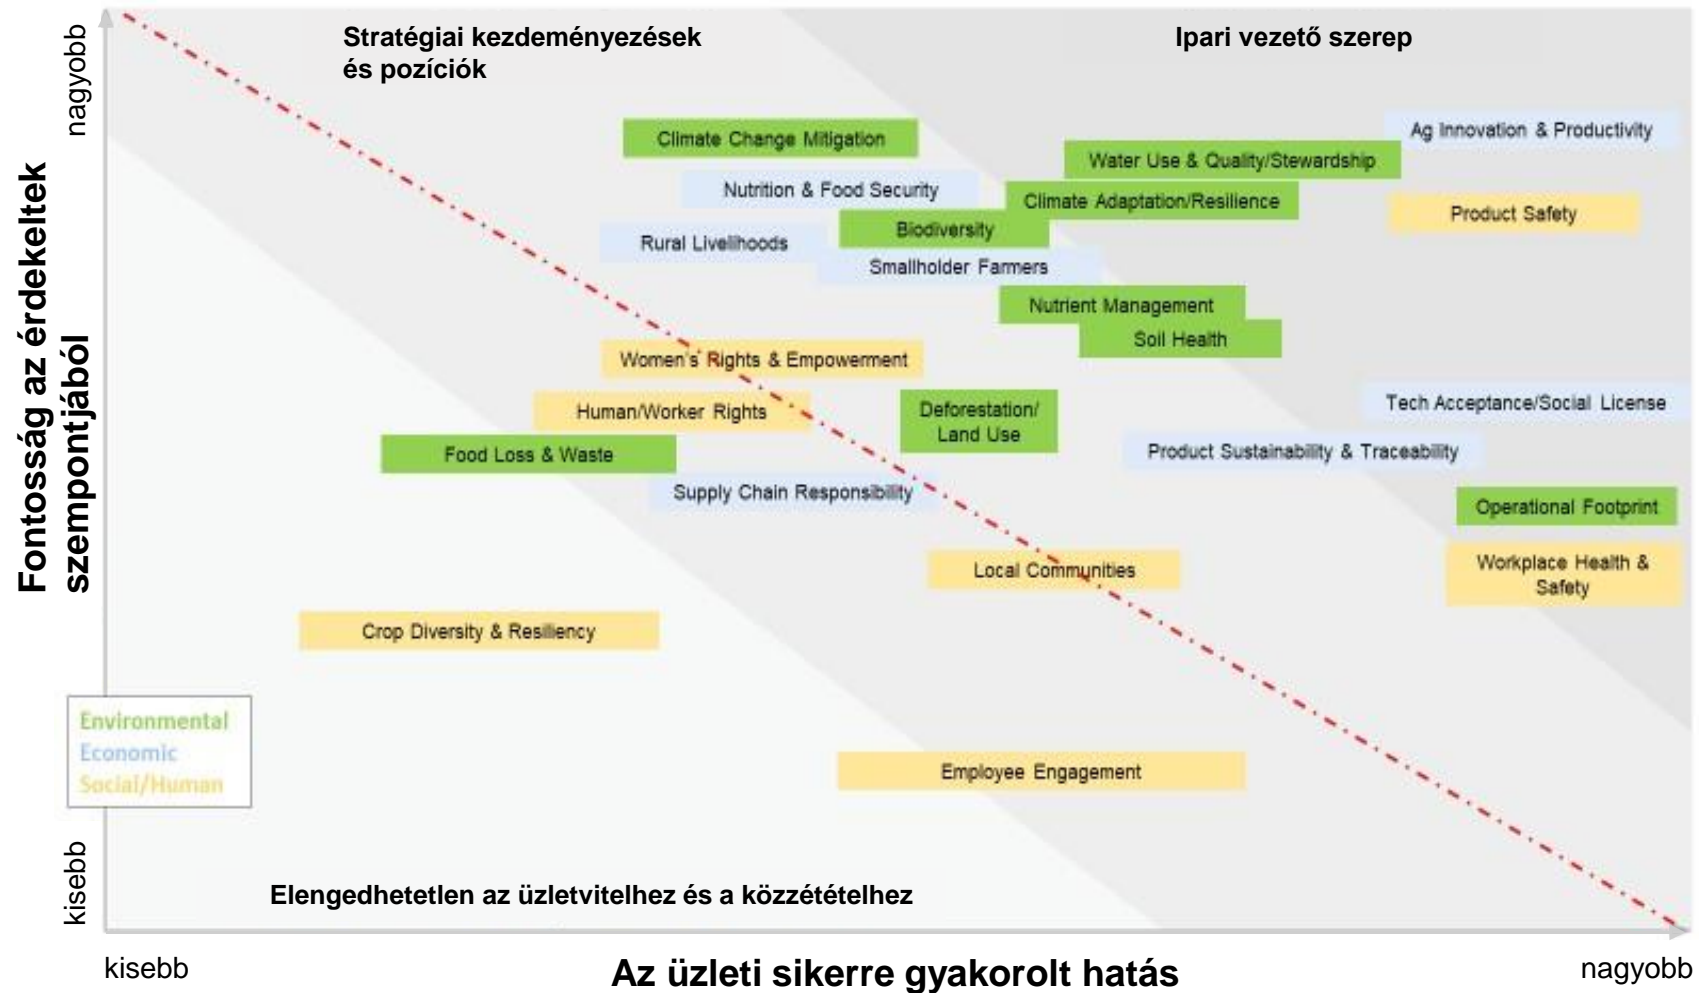 nagyobb
Stratégiai kezdeményezések
és pozíciók
Ipari vezető szerep
Fontosság az érdekeltek
szempontjából
Climate Change Mitigation
Ag Innovation & Productivity
Water Use & Quality/Stewardship
Nutrition & Food Security
Climate Adaptation/Resilience
Product Safety
Biodiversity
Rural Livelihoods
Smallholder Farmers
Nutrient Management
Soil Health
Women's Rights & Empowerment
Human/Worker Rights
Deforestation/
Land Use
Tech Acceptance/Social License
Food Loss & Waste
Product Sustainability & Traceability
Supply Chain Responsibility
Operational Footprint
Local Communities
Workplace Health &
Safety
Crop Diversity & Resiliency
Environmental
Economic
Social/Human
Employee Engagement
kisebb
Elengedhetetlen az üzletvitelhez és a közzétételhez
kisebb
Az üzleti sikerre gyakorolt hatás
nagyobb